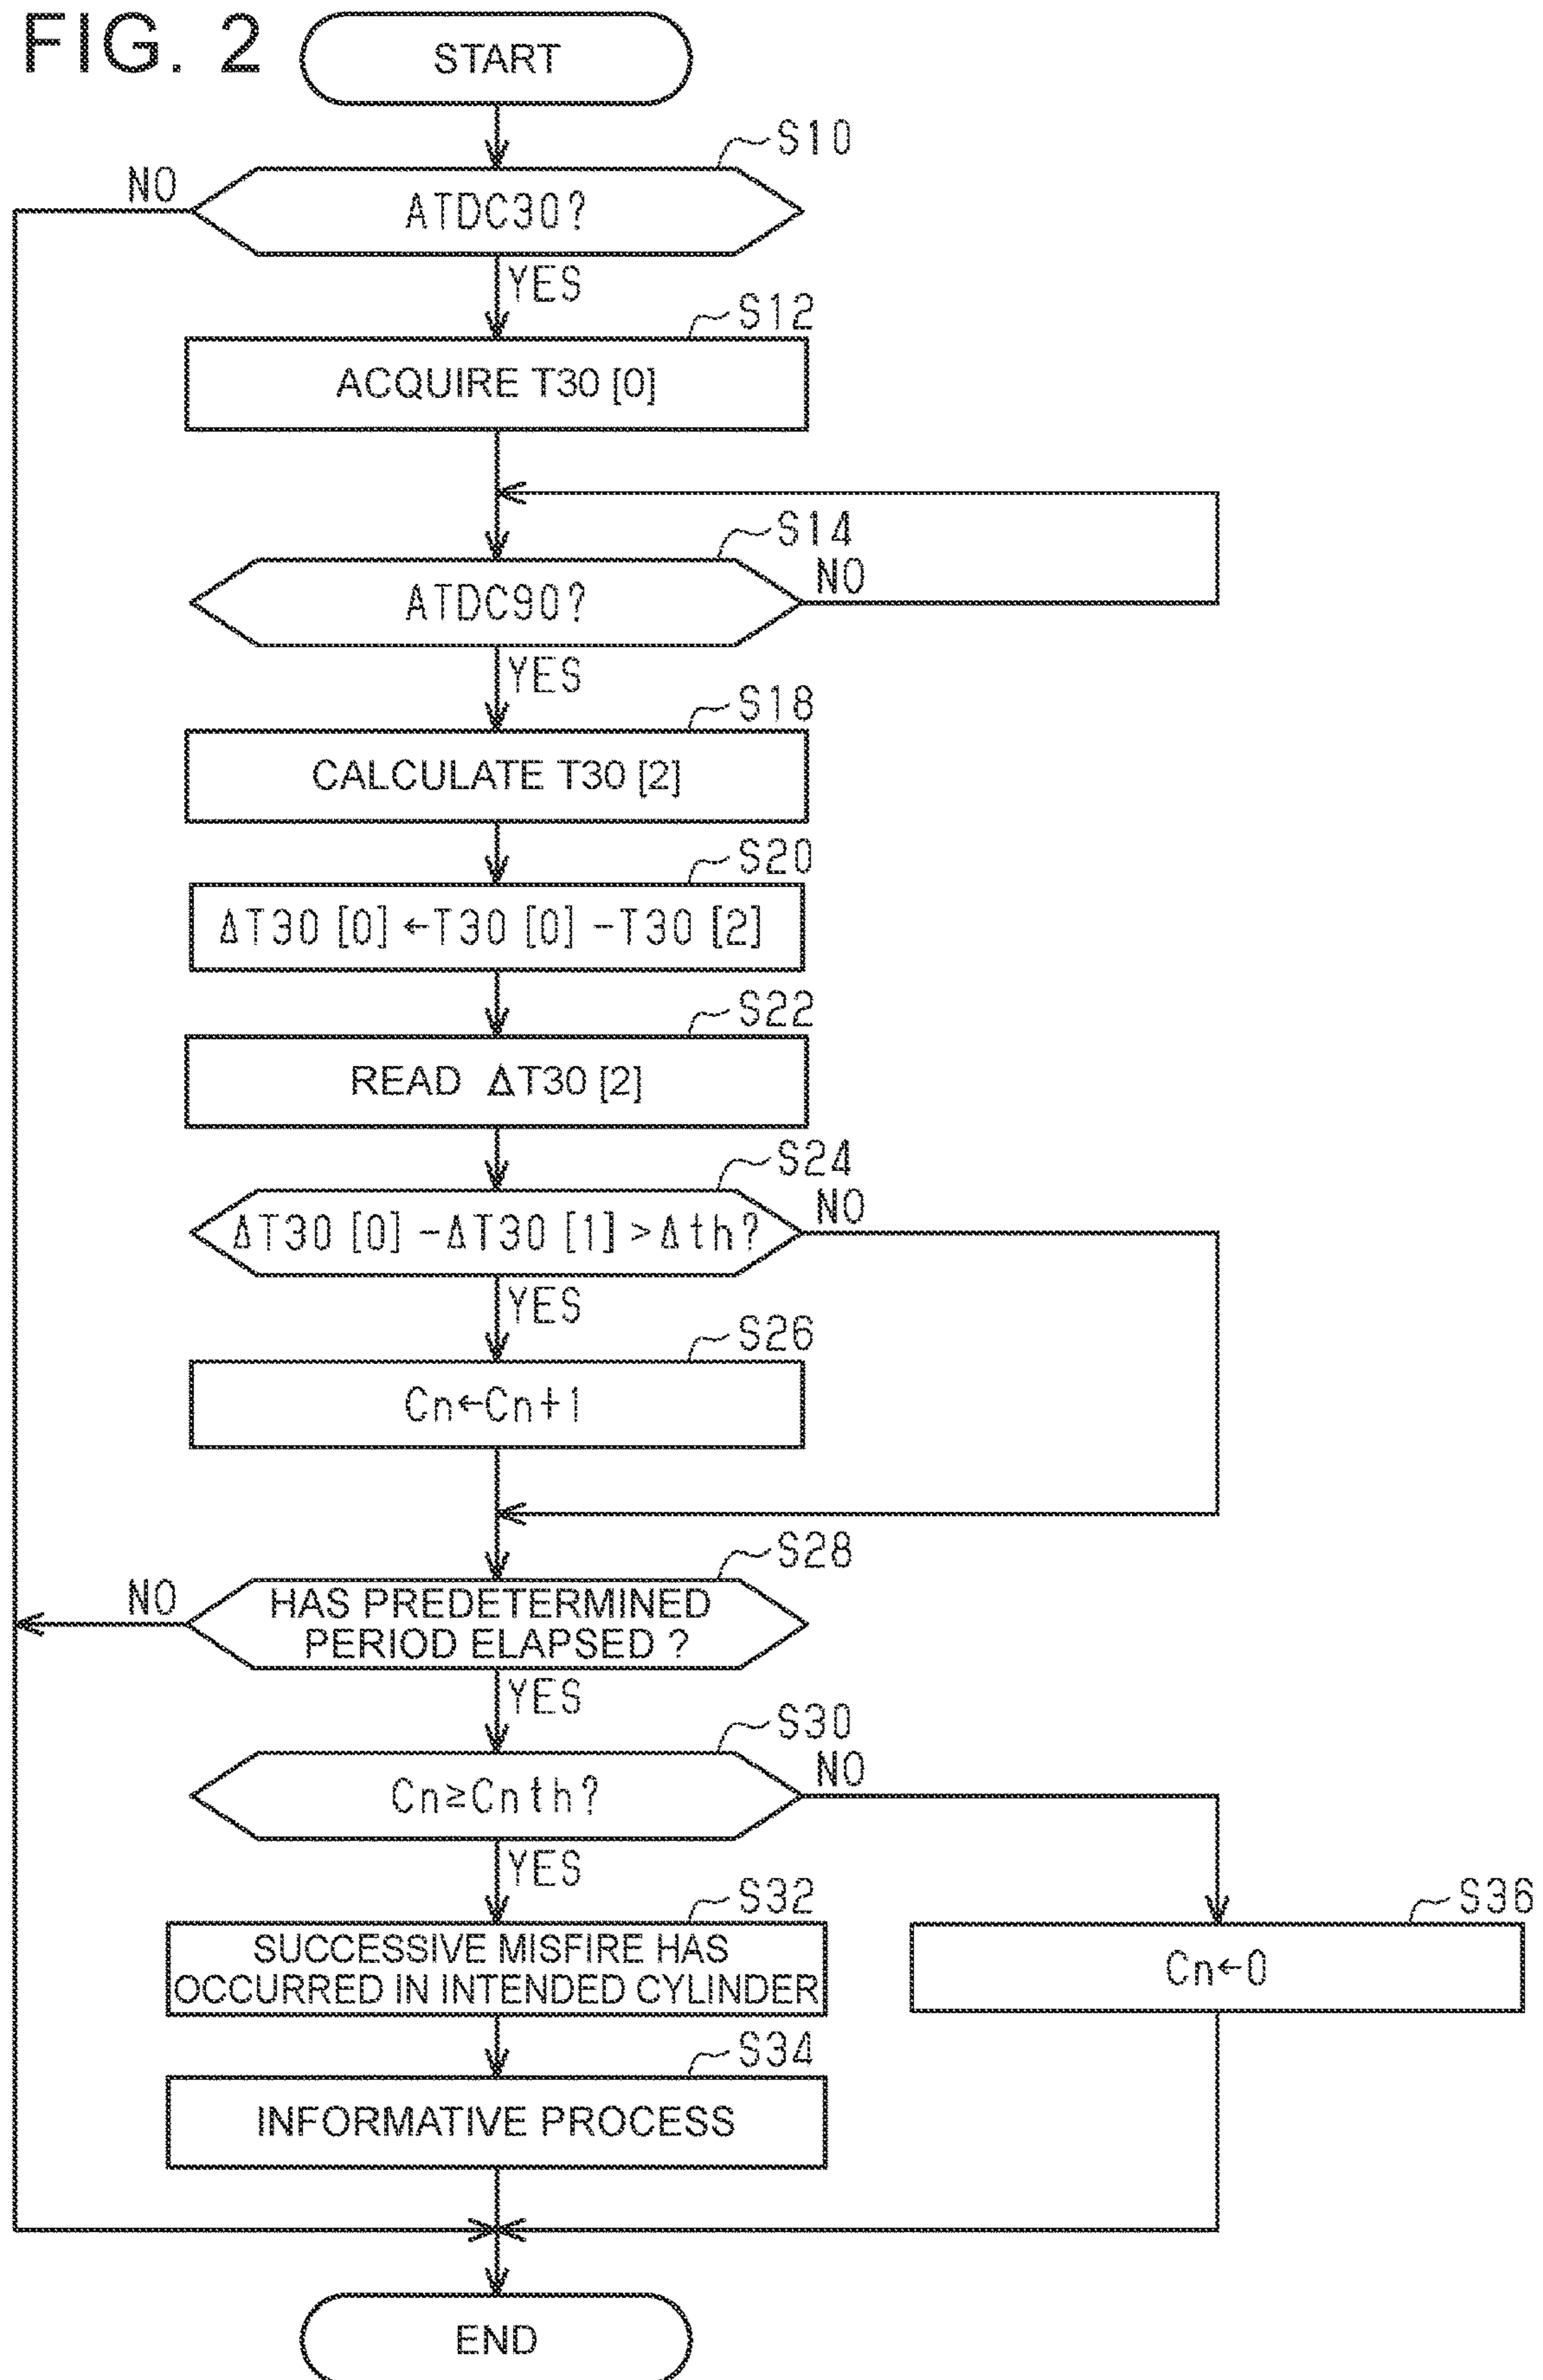 FIG. 2
START
S10
NO
ATDC30?
YES
S12
ACQUIRE T30 [0]
S14
NO
ATDC90?
YES
S18
CALCULATE T30 [2]
S20
ΔT30 [0] ←T30 [0] −T30 [2]
S22
READ ΔT30 [2]
S24
NO
ΔT30 [0] −ΔT30 [1] >Δth?
YES
S26
Cn←Cn+1
S28
NO
HAS PREDETERMINED
PERIOD ELAPSED ?
YES
S30
NO
Cn≥Cnth?
YES
S32
SUCCESSIVE MISFIRE HAS
OCCURRED IN INTENDED CYLINDER
S36
Cn←0
S34
INFORMATIVE PROCESS
END